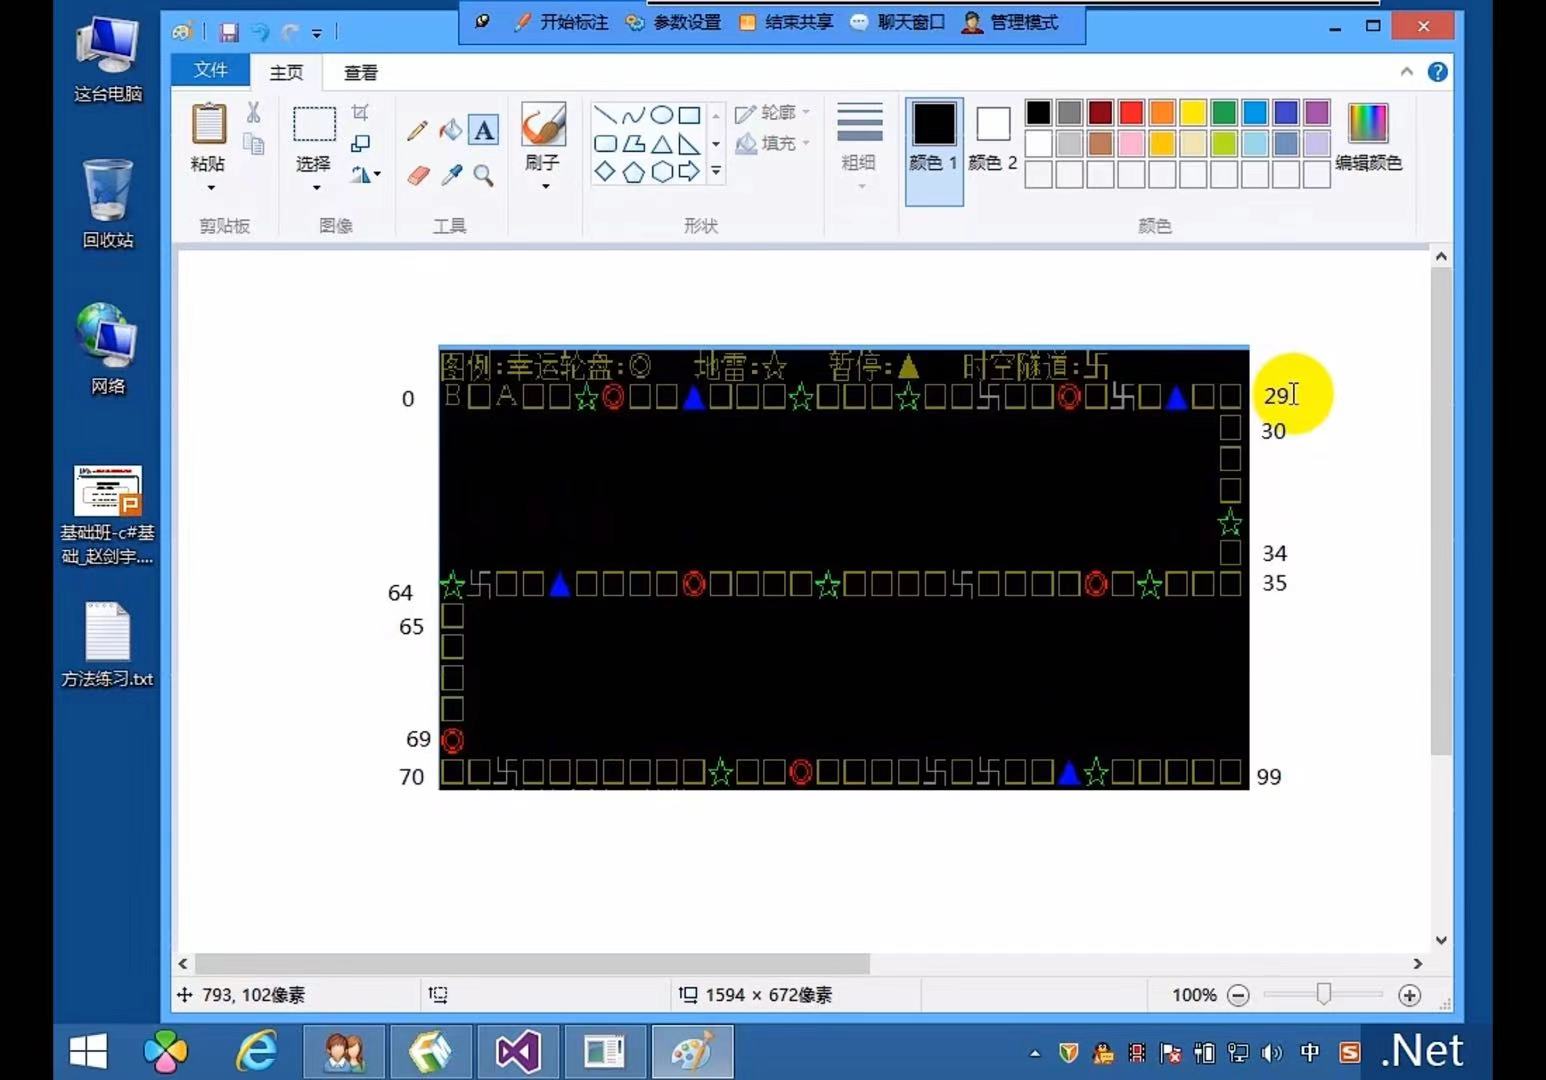 开始标注 参数设置 结束共享 聊天窗口 管理模式
这台电脑
文件 主页 查看
粘贴 选择 刷子 轮廓 填充 粗细 颜色 1 颜色 2 编辑颜色
A
剪贴板 图像 工具 形状 颜色
回收站
网络
基础班-c#基
础_赵剑宇....
方法练习.txt
图例:幸运轮盘:◎ 地雷:☆ 暂停:▲ 时空隧道:卐
0 B□A□□☆◎□□▲□□□☆□□□☆□□卐□□◎□卐□▲□□ 29
30
34
64 35
65
69
70 99
793, 102像素 1594 × 672像素 100%
中 S .Net